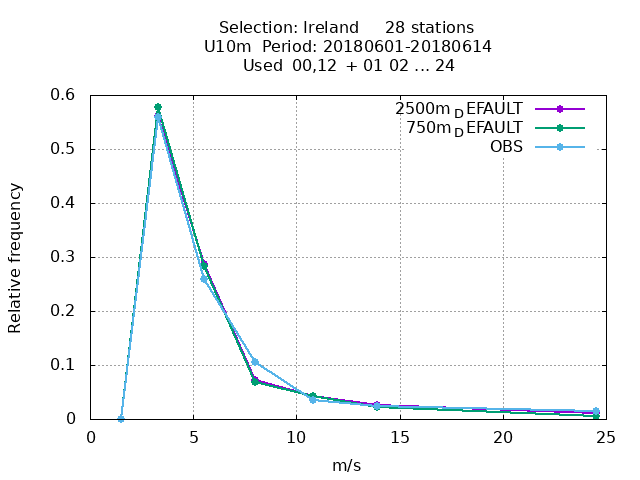 Selection: Ireland 28 stations
U10m Period: 20180601-20180614
Used 00,12 + 01 02 ... 24
2500m_DEFAULT
750m_DEFAULT
OBS
0.6
0.5
0.4
0.3
0.2
0.1
0
Relative frequency
0 5 10 15 20 25
m/s